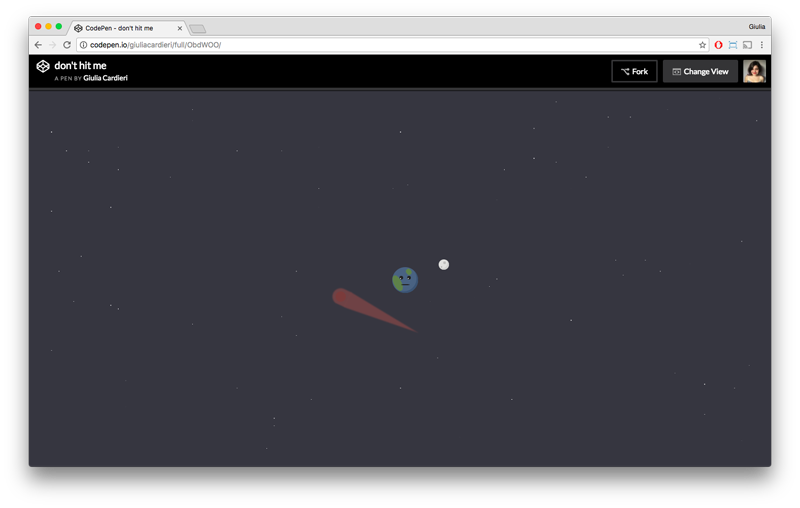 CodePen - don't hit me
Giulia
codepen.io/giuliacardieri/full/ObdWOO/
don't hit me
A PEN BY Giulia Cardieri
Fork
Change View